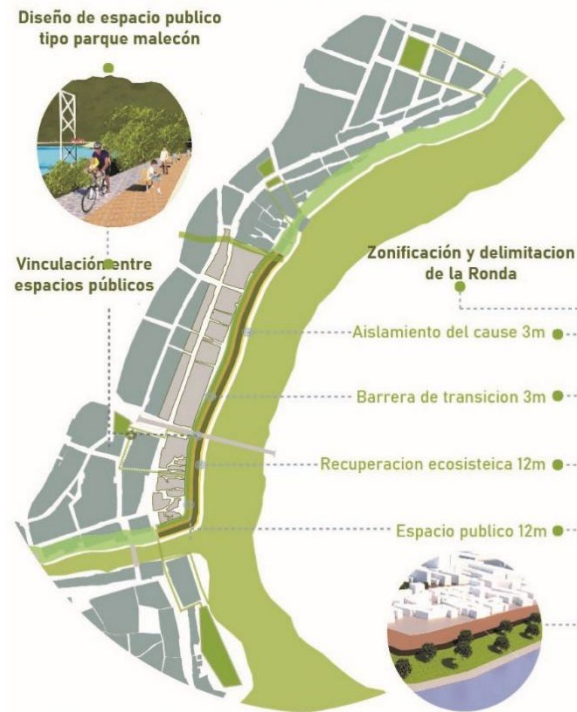 Diseño de espacio publico
tipo parque malecón
Vinculación entre
espacios públicos
Zonificación y delimitacion
de la Ronda
Aislamiento del cause 3m
Barrera de transicion 3m
Recuperacion ecosisteica 12m
Espacio publico 12m